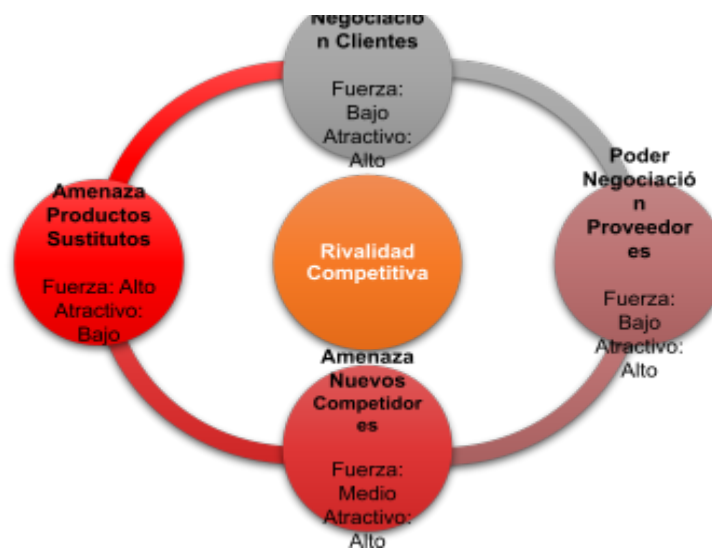 Negociació
n Clientes
Fuerza:
Bajo
Atractivo:
Alto
Poder
Negociació
n
Proveedor
es
Fuerza:
Bajo
Atractivo:
Alto
Amenaza
Productos
Sustitutos
Fuerza: Alto
Atractivo:
Bajo
Rivalidad
Competitiva
Amenaza
Nuevos
Competidor
es
Fuerza:
Medio
Atractivo:
Alto